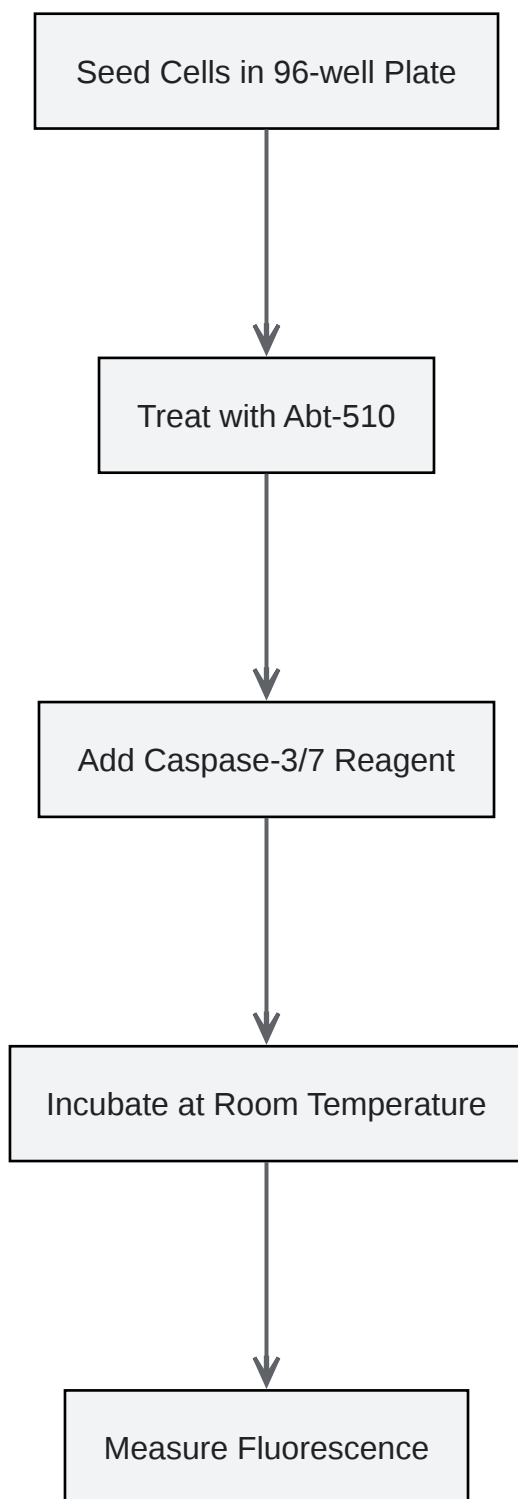 Seed Cells in 96-well Plate
Treat with Abt-510
Add Caspase-3/7 Reagent
Incubate at Room Temperature
Measure Fluorescence